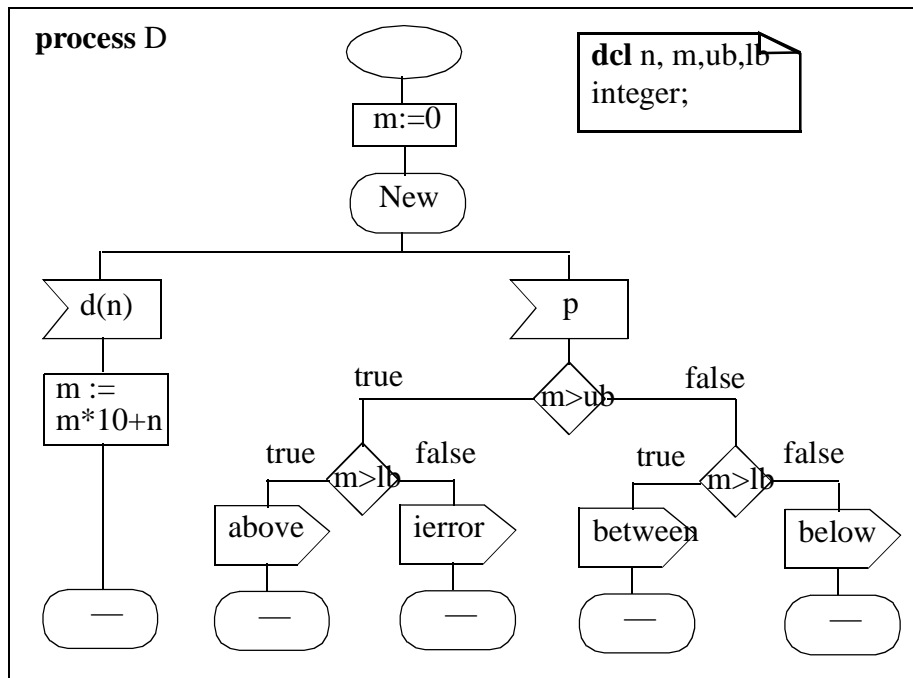 process D
dcl n, m,ub,lb
integer;
m:=0
New
d(n)
p
m :=
m*10+n
true
m>ub
false
true
m>lb
false
true
m>lb
false
above
ierror
between
below
—
—
—
—
—